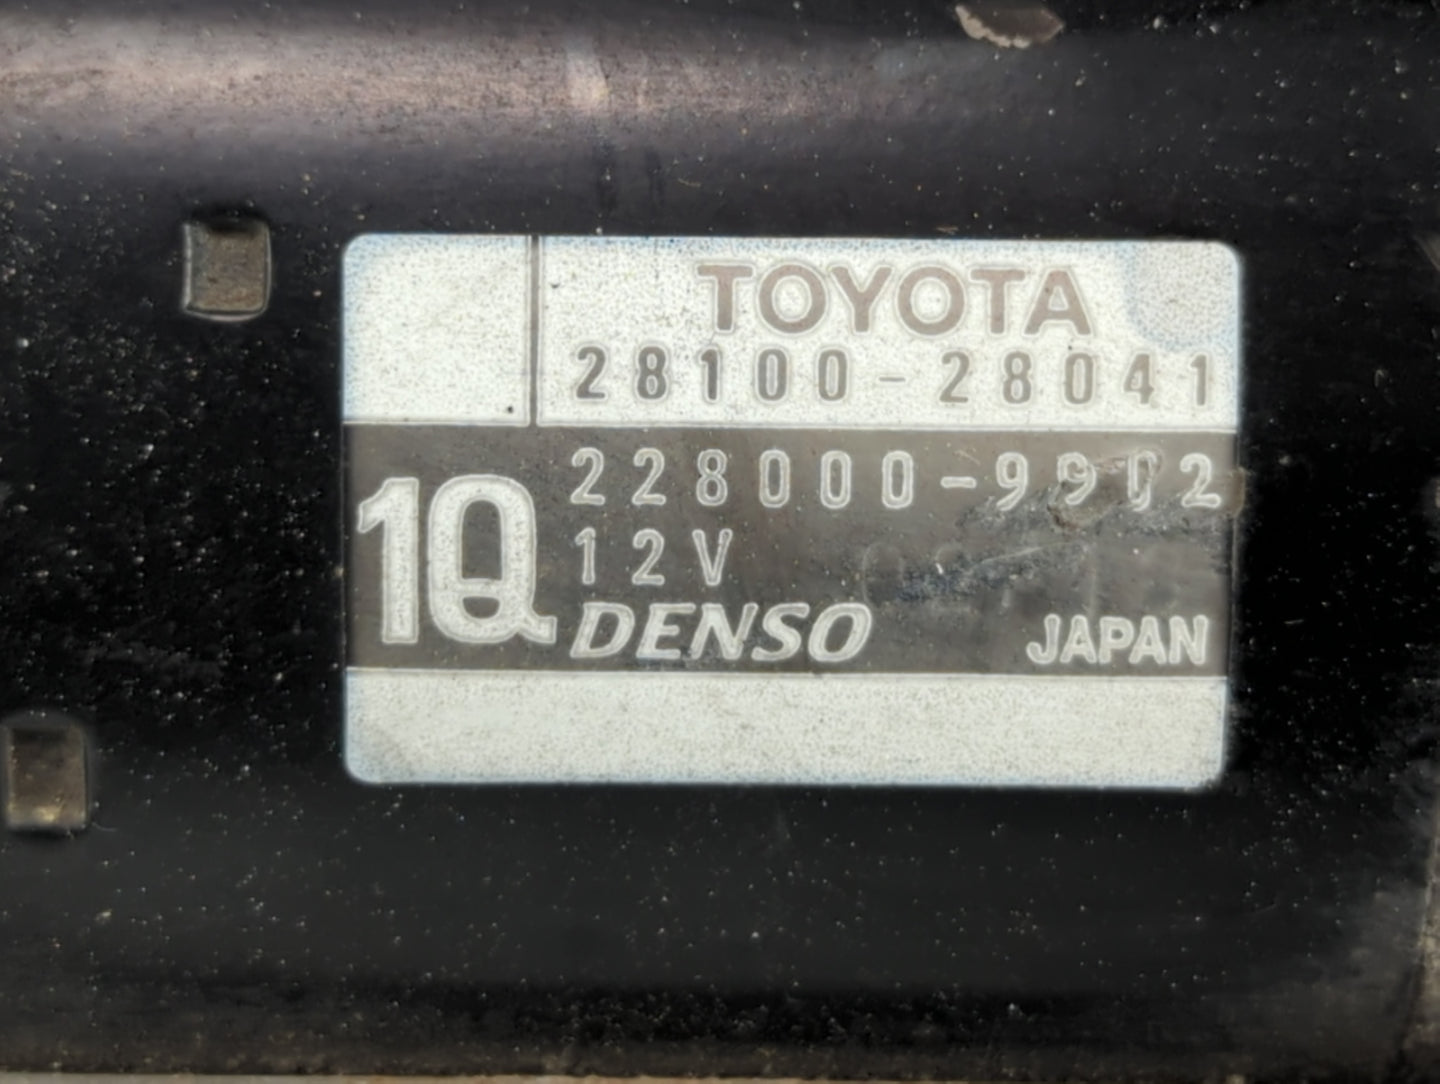 TOYOTA
28100-28041
1Q
228000-9902
12V
DENSO
JAPAN